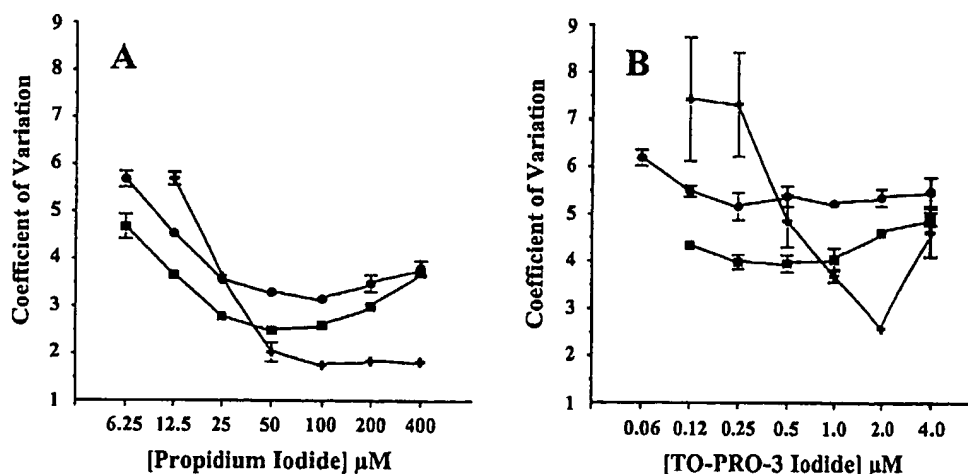 A
Coefficient of Variation
9
8
7
6
5
4
3
2
1
6.25 12.5 25 50 100 200 400
[Propidium Iodide] µM
B
Coefficient of Variation
9
8
7
6
5
4
3
2
1
0.06 0.12 0.25 0.5 1.0 2.0 4.0
[TO-PRO-3 Iodide] µM